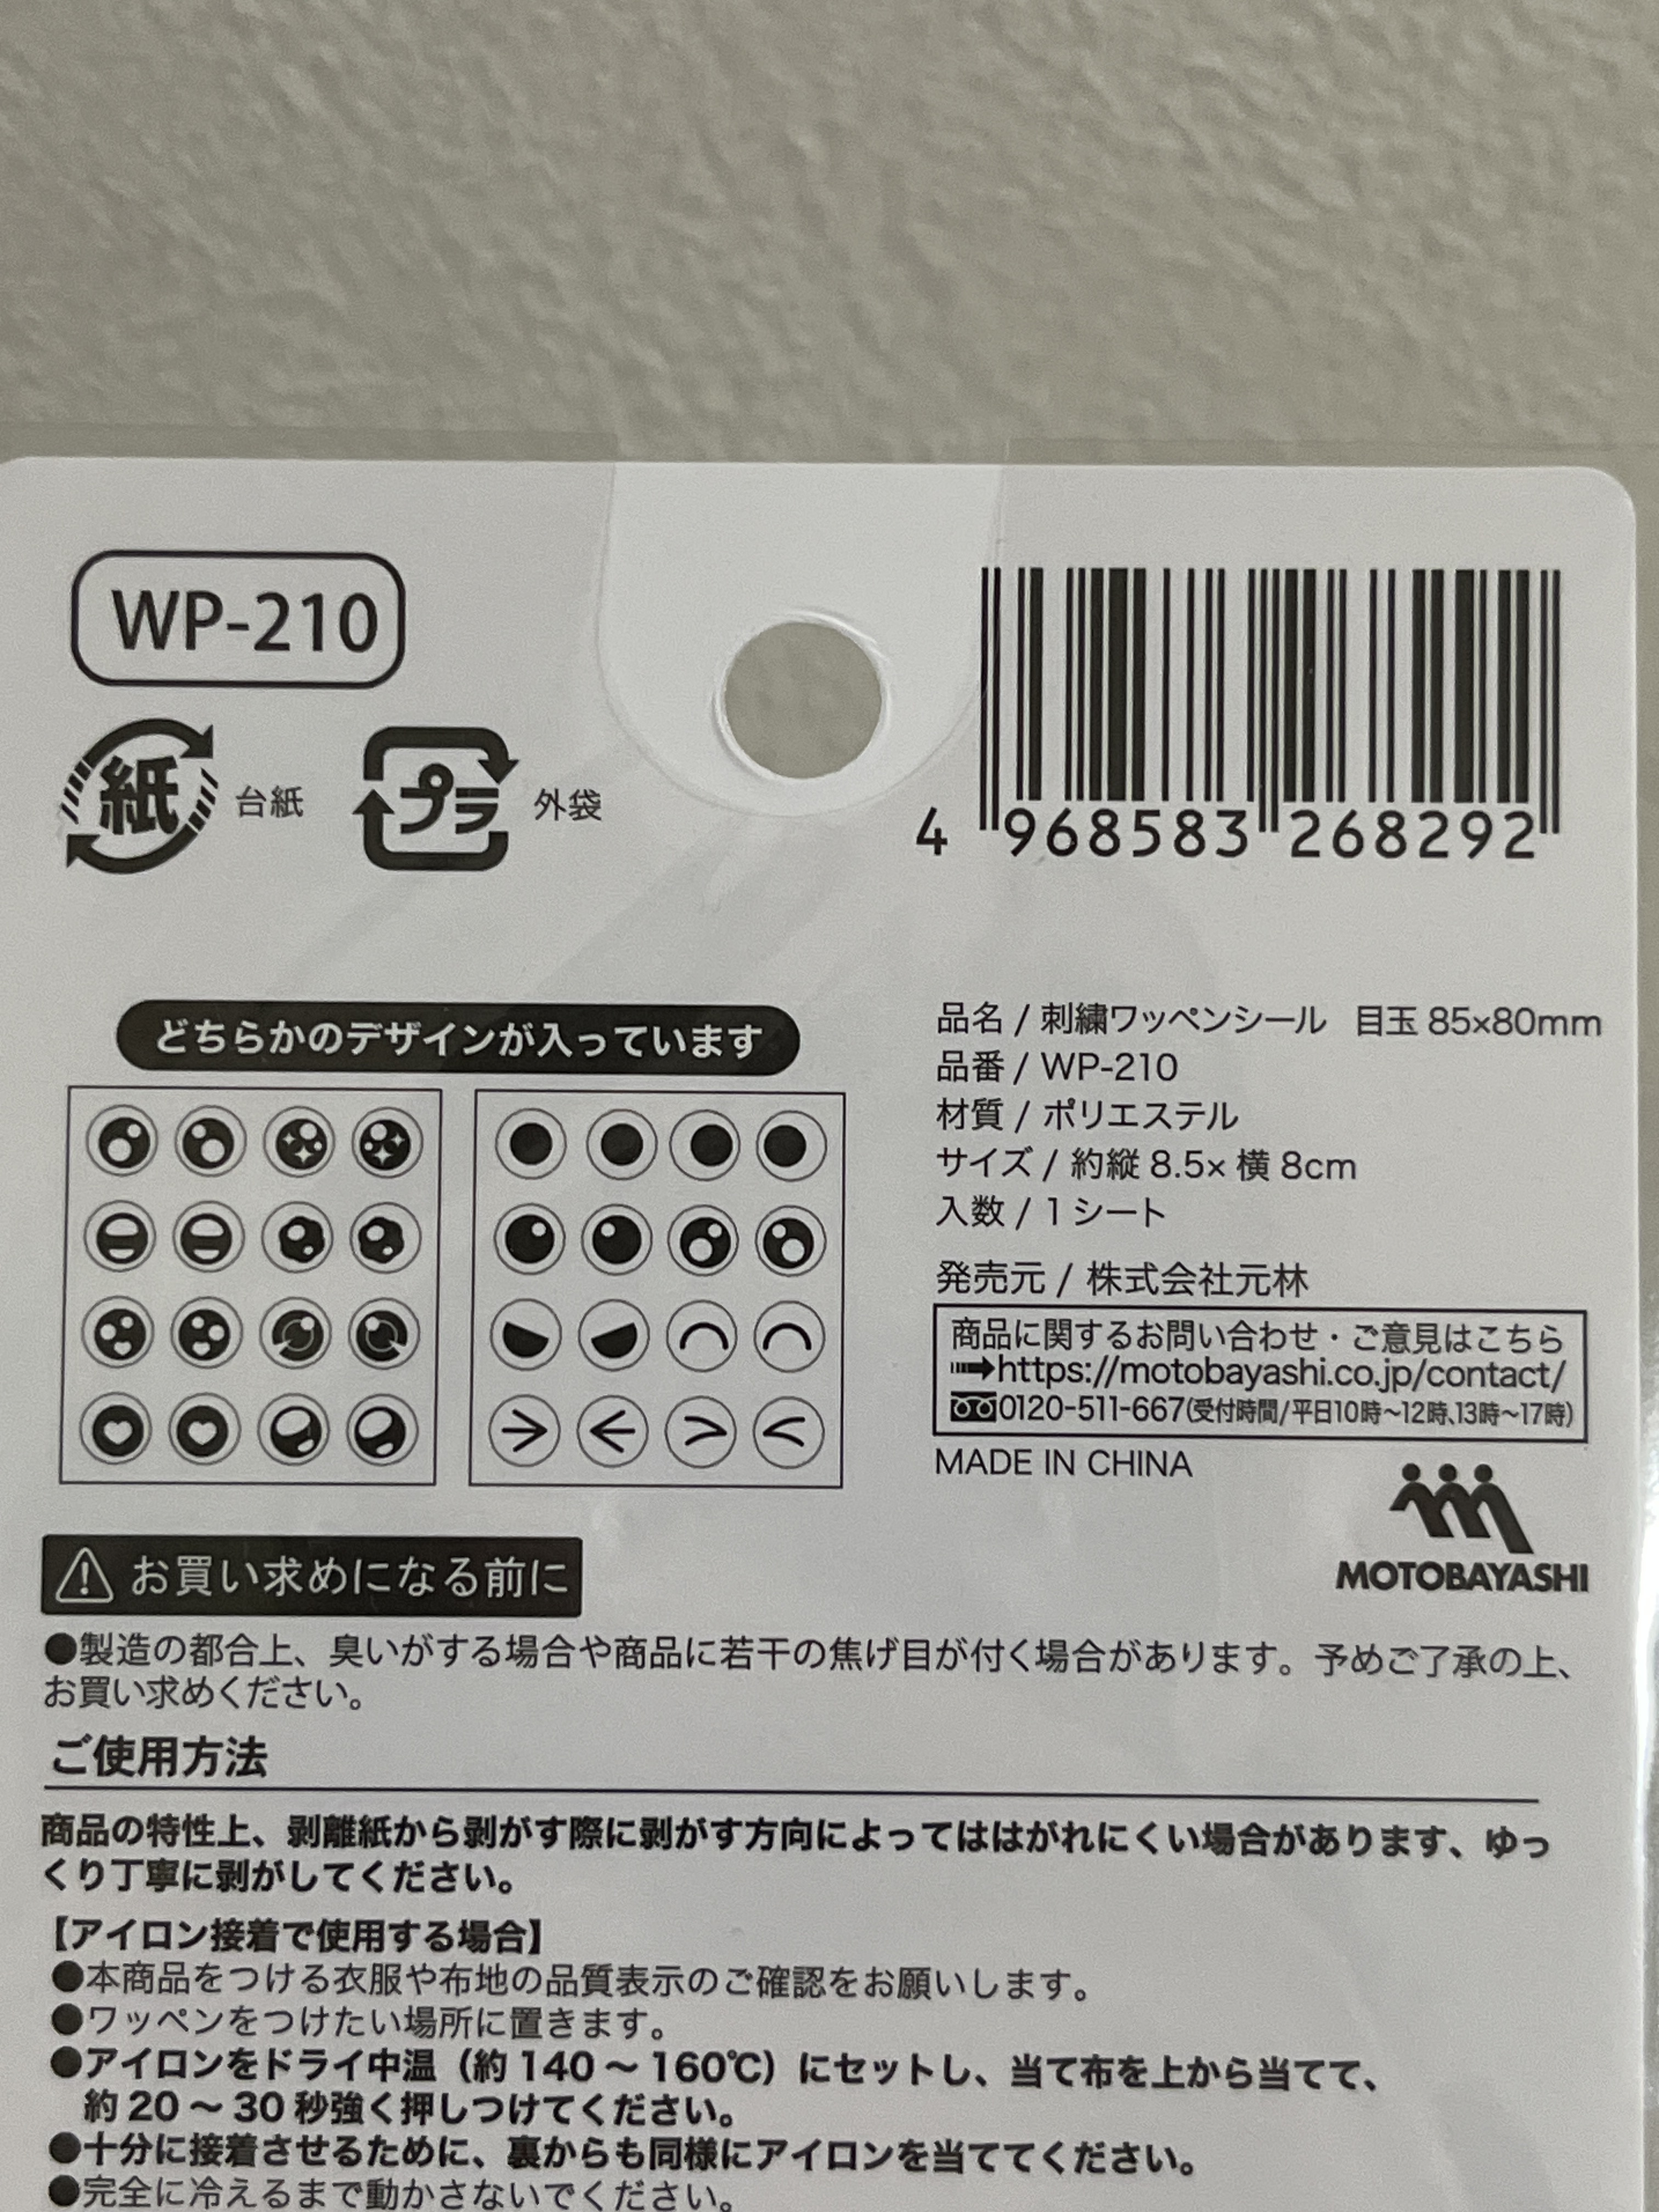 WP-210
紙 台紙 プラ 外袋
4 968583 268292
どちらかのデザインが入っています
品名 / 刺繍ワッペンシール 目玉 85×80mm
品番 / WP-210
材質 / ポリエステル
サイズ / 約縦 8.5× 横 8cm
入数 / 1 シート
発売元 / 株式会社元林
商品に関するお問い合わせ・ご意見はこちら
https://motobayashi.co.jp/contact/
0120-511-667(受付時間/平日10時～12時、13時～17時)
MADE IN CHINA
MOTOBAYASHI
お買い求めになる前に
●製造の都合上、臭いがする場合や商品に若干の焦げ目が付く場合があります。予めご了承の上、
お買い求めください。
ご使用方法
商品の特性上、剥離紙から剥がす際に剥がす方向によってははがれにくい場合があります、ゆっ
くり丁寧に剥がしてください。
【アイロン接着で使用する場合】
●本商品をつける衣服や布地の品質表示のご確認をお願いします。
●ワッペンをつけたい場所に置きます。
●アイロンをドライ中温（約 140 ～ 160℃）にセットし、当て布を上から当てて、
約 20 ～ 30 秒強く押しつけてください。
●十分に接着させるために、裏からも同様にアイロンを当ててください。
●完全に冷えるまで動かさないでください。